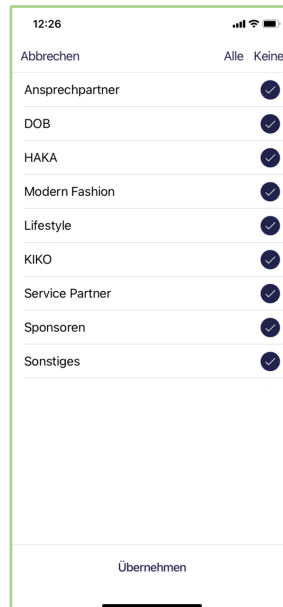 12:26
Abbrechen Alle Keine
Ansprechpartner
DOB
HAKA
Modern Fashion
Lifestyle
KIKO
Service Partner
Sponsoren
Sonstiges
Übernehmen